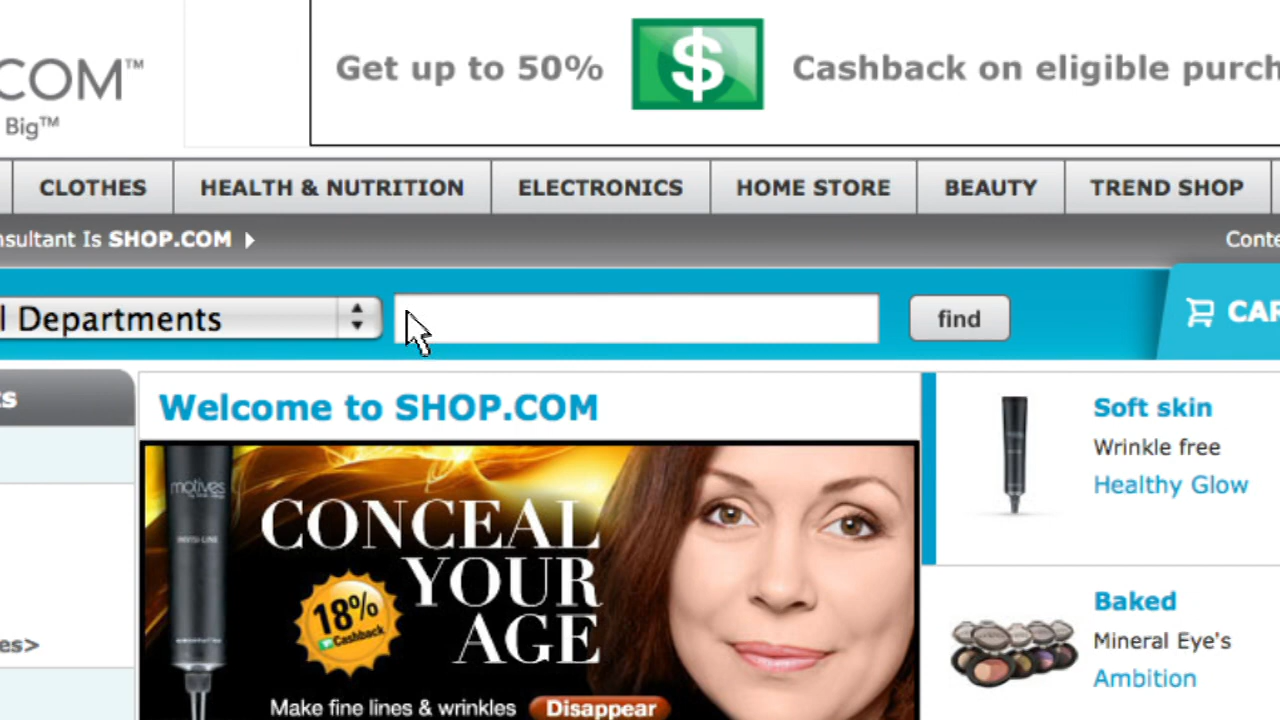 COM™
Big™
Get up to 50% $ Cashback on eligible purch
CLOTHES HEALTH & NUTRITION ELECTRONICS HOME STORE BEAUTY TREND SHOP
nsultant Is SHOP.COM
Conte
l Departments
find
CAR
ts
es>
Welcome to SHOP.COM
motives
CONCEAL
YOUR
AGE
18%
Cashback
Make fine lines & wrinkles Disappear
Soft skin
Wrinkle free
Healthy Glow
Baked
Mineral Eye's
Ambition